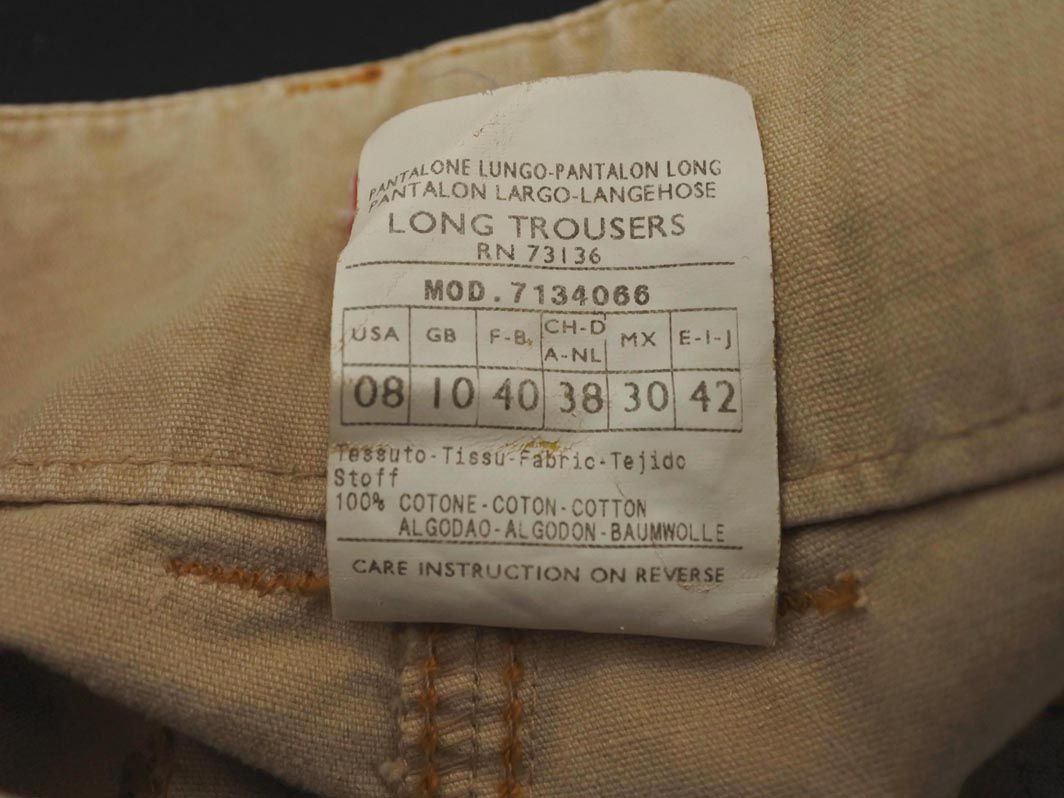 PANTALONE LUNGO-PANTALON LONG
PANTALON LARGO-LANGEHOSE
LONG TROUSERS
RN 73136
MOD.7134066
USA GB F-B CH-D A-NL MX E-I-J
08 10 40 38 30 42
Tessuto-Tissu-Fabric-Tejido
Stoff
100% COTONE-COTON-COTTON
ALGODAO-ALGODON-BAUMWOLLE
CARE INSTRUCTION ON REVERSE